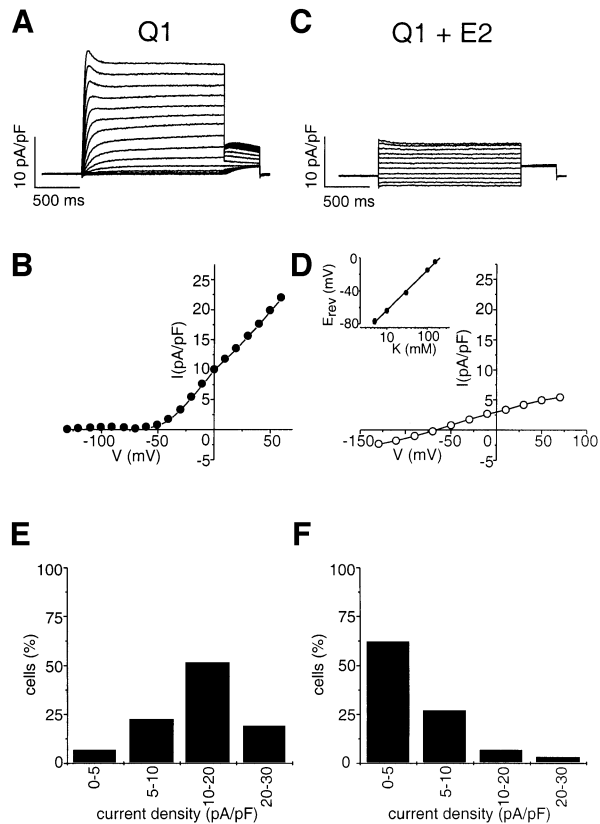 A
Q1
10 pA/pF
500 ms
C
Q1 + E2
10 pA/pF
500 ms
B
I(pA/pF)
25
20
15
10
5
0
-5
-100
-50
0
50
V (mV)
D
Erev (mV)
0
-40
-80
10
100
K (mM)
I(pA/pF)
25
20
15
10
5
0
-5
-150
-100
-50
0
50
100
V (mV)
E
cells (%)
100
75
50
25
0
0-5
5-10
10-20
20-30
current density (pA/pF)
F
cells (%)
100
75
50
25
0
0-5
5-10
10-20
20-30
current density (pA/pF)